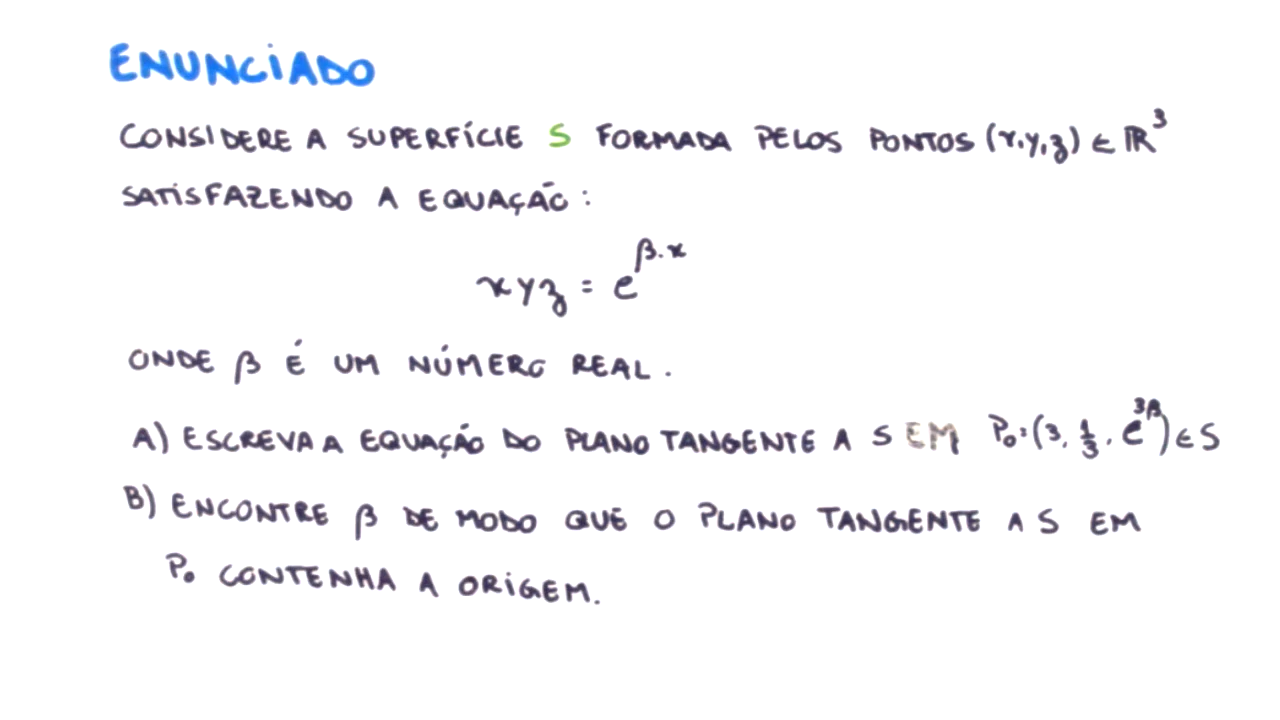 ENUNCIADO
CONSIDERE A SUPERFÍCIE S FORMADA PELOS PONTOS (x,y,z) ∈ ℝ³
SATISFAZENDO A EQUAÇÃO:
xyz = e^{β.x}
ONDE β É UM NÚMERO REAL.
A) ESCREVA A EQUAÇÃO DO PLANO TANGENTE A S EM P₀=(3, 1/3, e^{3β}) ∈ S
B) ENCONTRE β DE MODO QUE O PLANO TANGENTE A S EM
P₀ CONTENHA A ORIGEM.